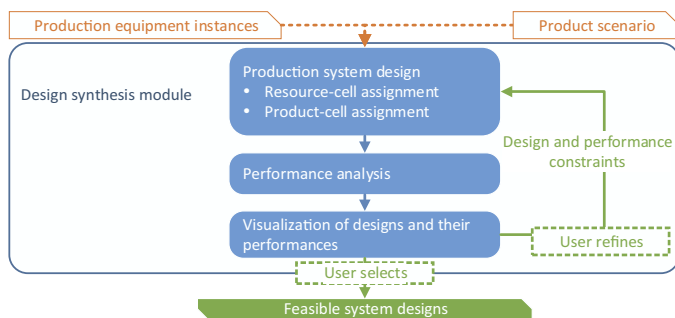 Production equipment instances
Product scenario
Design synthesis module
Production system design
• Resource-cell assignment
• Product-cell assignment
Design and performance
constraints
Performance analysis
Visualization of designs and their
performances
User refines
User selects
Feasible system designs